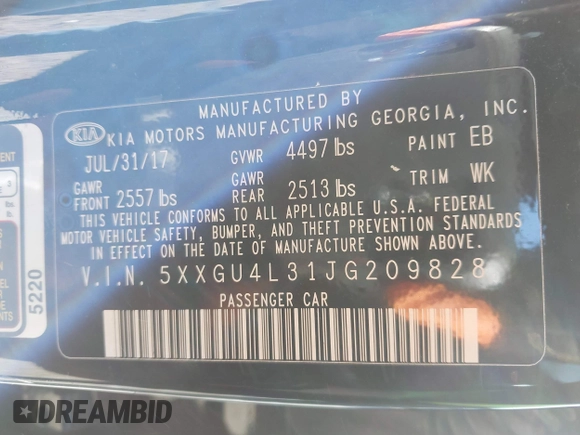 MANUFACTURED BY
KIA KIA MOTORS MANUFACTURING GEORGIA, INC.
JUL/31/17 GVWR 4497 lbs PAINT EB
GAWR FRONT 2557 lbs GAWR REAR 2513 lbs TRIM WK
THIS VEHICLE CONFORMS TO ALL APPLICABLE U.S.A. FEDERAL
MOTOR VEHICLE SAFETY, BUMPER, AND THEFT PREVENTION STANDARDS
IN EFFECT ON THE DATE OF MANUFACTURE SHOWN ABOVE.
V.I.N. 5XXGU4L31JG209828
PASSENGER CAR
5220
DREAMBID